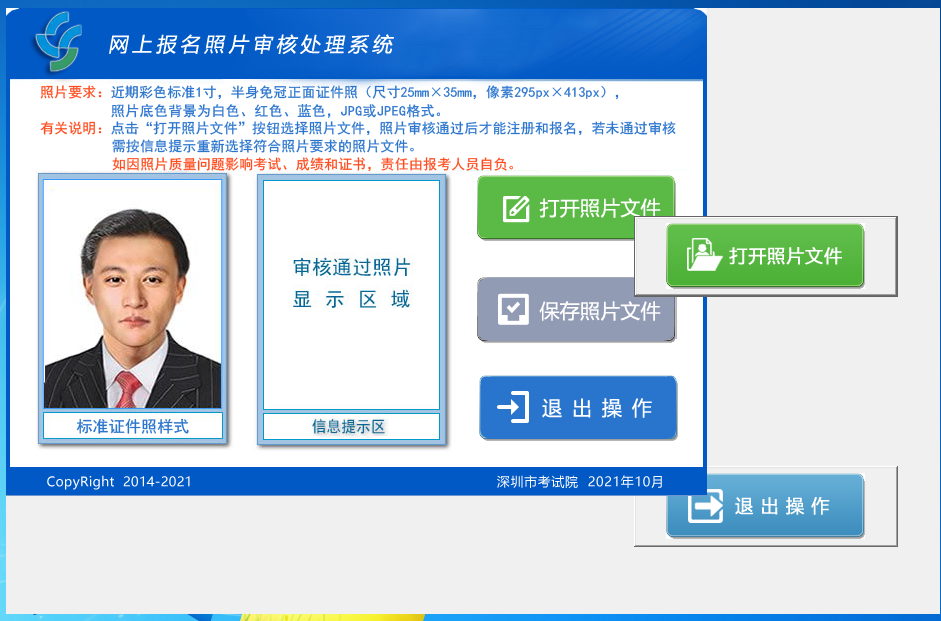 网上报名照片审核处理系统
照片要求：近期彩色标准1寸，半身免冠正面证件照（尺寸25mm×35mm，像素295px×413px），
照片底色背景为白色、红色、蓝色，JPG或JPEG格式。
有关说明：点击“打开照片文件”按钮选择照片文件，照片审核通过后才能注册和报名，若未通过审核
需按信息提示重新选择符合照片要求的照片文件。
如因照片质量问题影响考试、成绩和证书，责任由报考人员自负。
审核通过照片
显示区域
打开照片文件
打开照片文件
保存照片文件
退出操作
标准证件照样式
信息提示区
CopyRight 2014-2021
深圳市考试院 2021年10月
退出操作